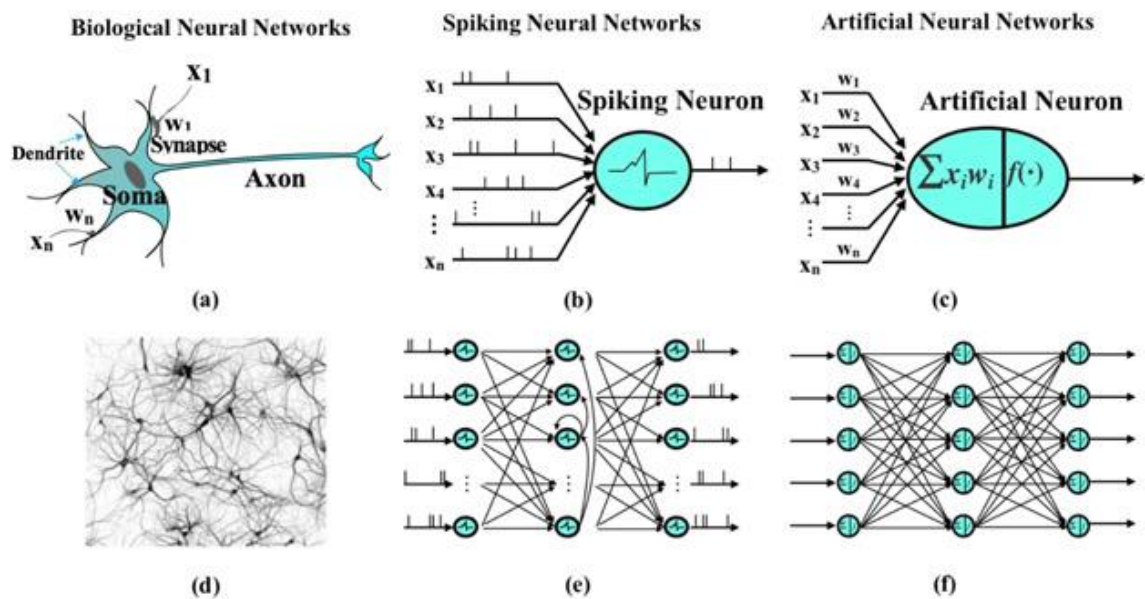 Biological Neural Networks
Spiking Neural Networks
Artificial Neural Networks
x1
w1
Synapse
Dendrite
Soma
Axon
wn
xn
(a)
x1
x2
x3
x4
⋮
⋮
xn
Spiking Neuron
(b)
x1
x2
x3
x4
⋮
xn
w1
w2
w3
w4
⋮
wn
Artificial Neuron
∑xiwi
f(·)
(c)
(d)
⋮
⋮
⋮
(e)
(f)